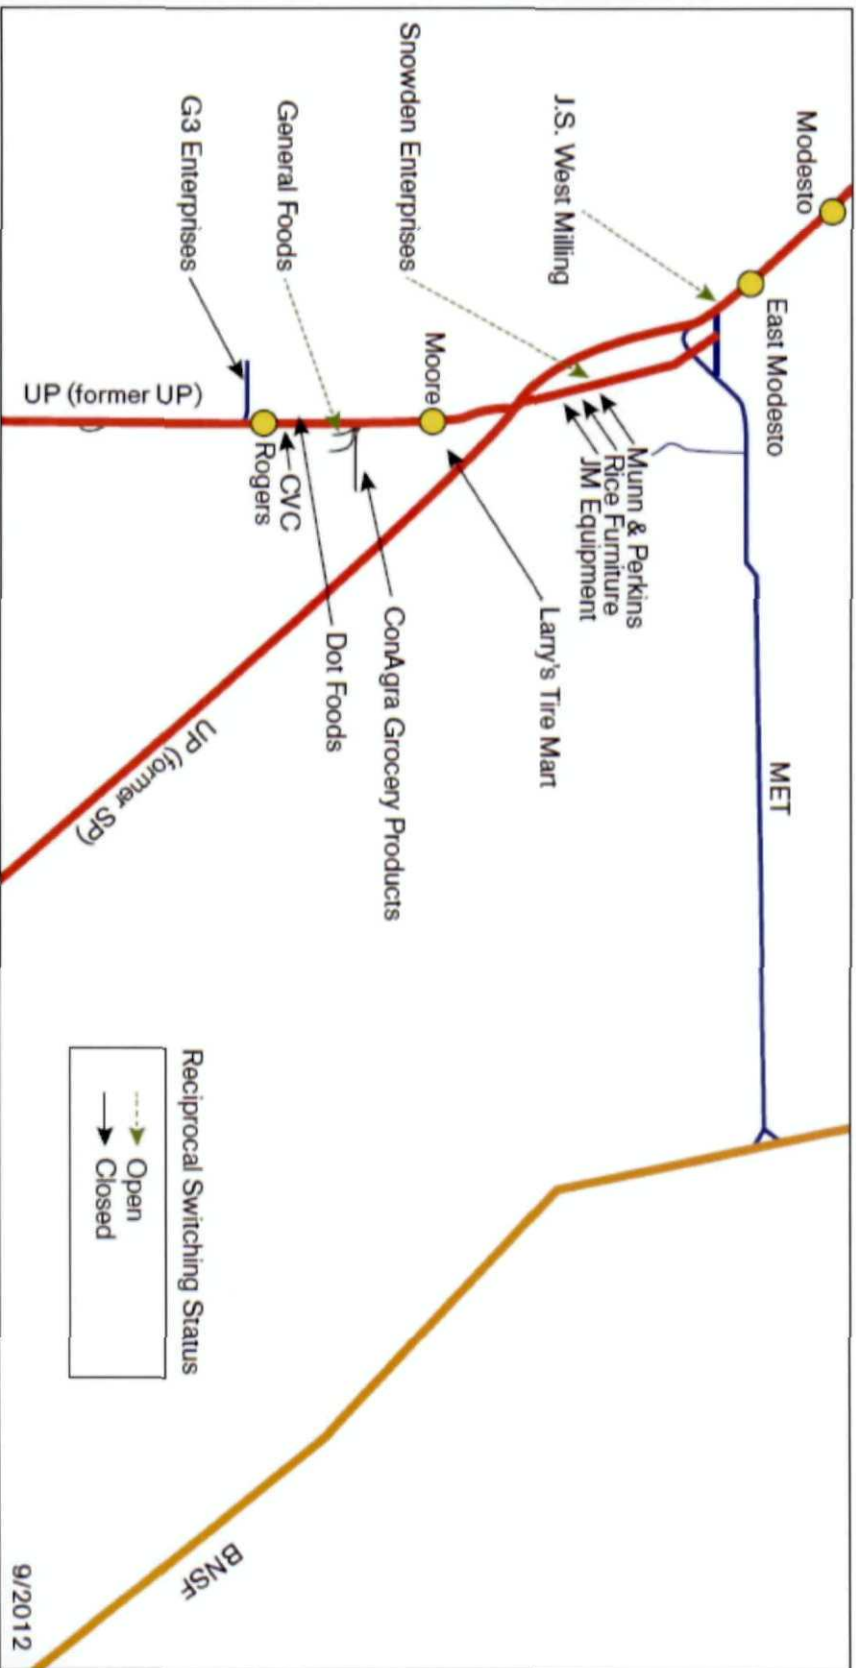 Modesto
East Modesto
MET
J.S. West Milling
Snowden Enterprises
General Foods
G3 Enterprises
Munn & Perkins
Rice Furniture
JM Equipment
Larry's Tire Mart
Moore
ConAgra Grocery Products
Dot Foods
CVC
Rogers
UP (former UP)
UP (former SP)
BNSF
Reciprocal Switching Status
Open
Closed
9/2012